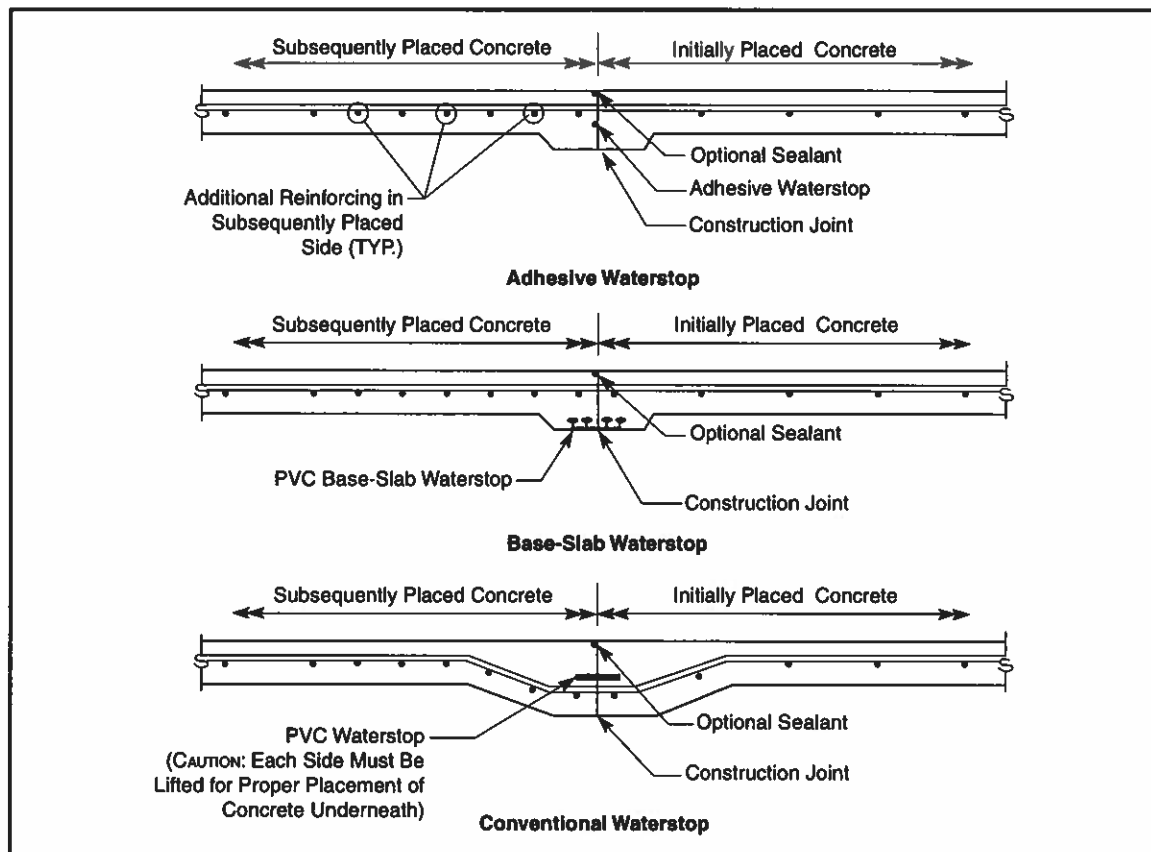 Subsequently Placed Concrete
Initially Placed Concrete
S
S
Optional Sealant
Adhesive Waterstop
Construction Joint
Additional Reinforcing in
Subsequently Placed
Side (TYP.)
Adhesive Waterstop
Subsequently Placed Concrete
Initially Placed Concrete
S
S
Optional Sealant
PVC Base-Slab Waterstop
Construction Joint
Base-Slab Waterstop
Subsequently Placed Concrete
Initially Placed Concrete
S
S
Optional Sealant
PVC Waterstop
(CAUTION: Each Side Must Be
Lifted for Proper Placement of
Concrete Underneath)
Construction Joint
Conventional Waterstop